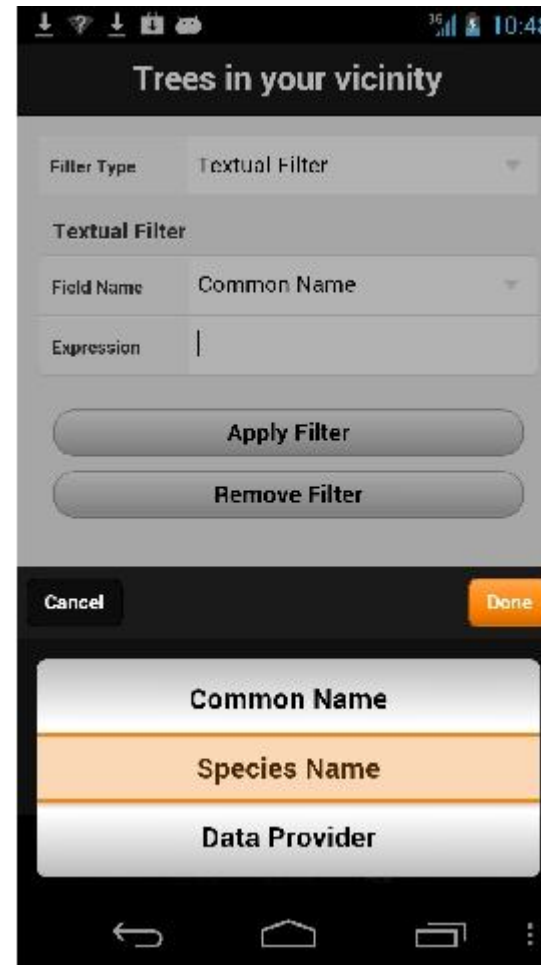 3G 10:48
Trees in your vicinity
Filter Type Textual Filter
Textual Filter
Field Name Common Name
Expression
Apply Filter
Remove Filter
Cancel Done
Common Name
Species Name
Data Provider